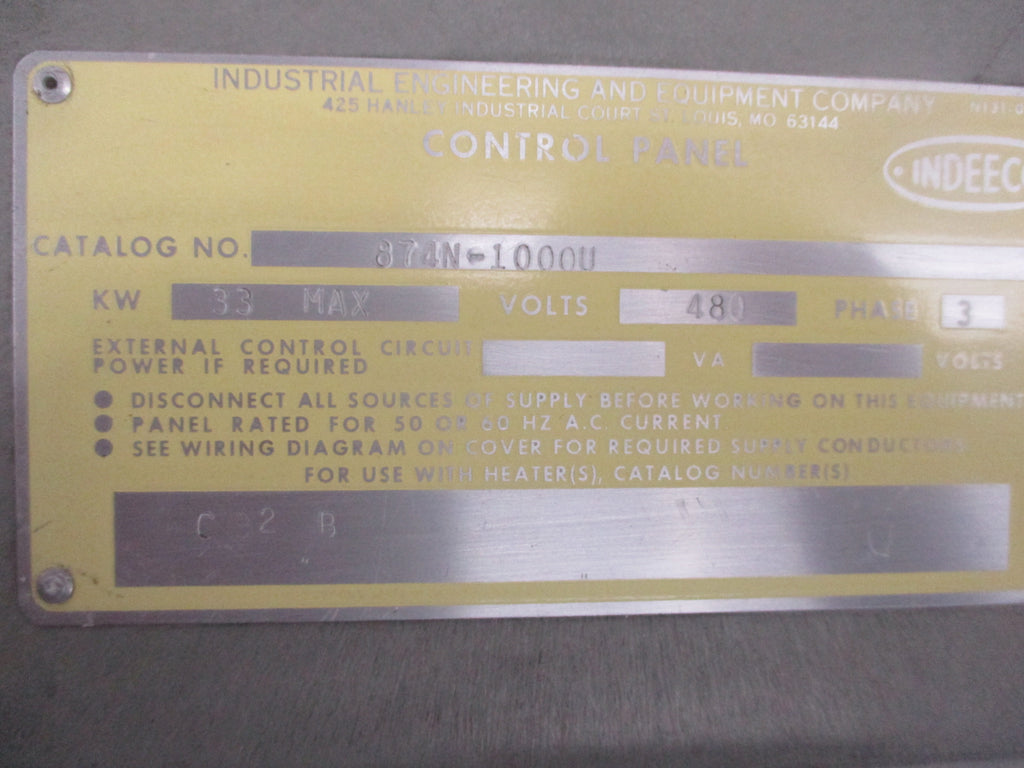 INDUSTRIAL ENGINEERING AND EQUIPMENT COMPANY
425 HANLEY INDUSTRIAL COURT ST. LOUIS, MO 63144
CONTROL PANEL
CATALOG NO. 874N-1000U
KW 33 MAX VOLTS 480 PHASE 3
EXTERNAL CONTROL CIRCUIT
POWER IF REQUIRED VA VOLTS
● DISCONNECT ALL SOURCES OF SUPPLY BEFORE WORKING ON THIS EQUIPMENT
● PANEL RATED FOR 50 OR 60 HZ A.C. CURRENT
● SEE WIRING DIAGRAM ON COVER FOR REQUIRED SUPPLY CONDUCTORS
FOR USE WITH HEATER(S), CATALOG NUMBER(S)
C 2 B U